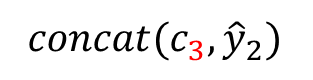 concat(c₃, ŷ₂)